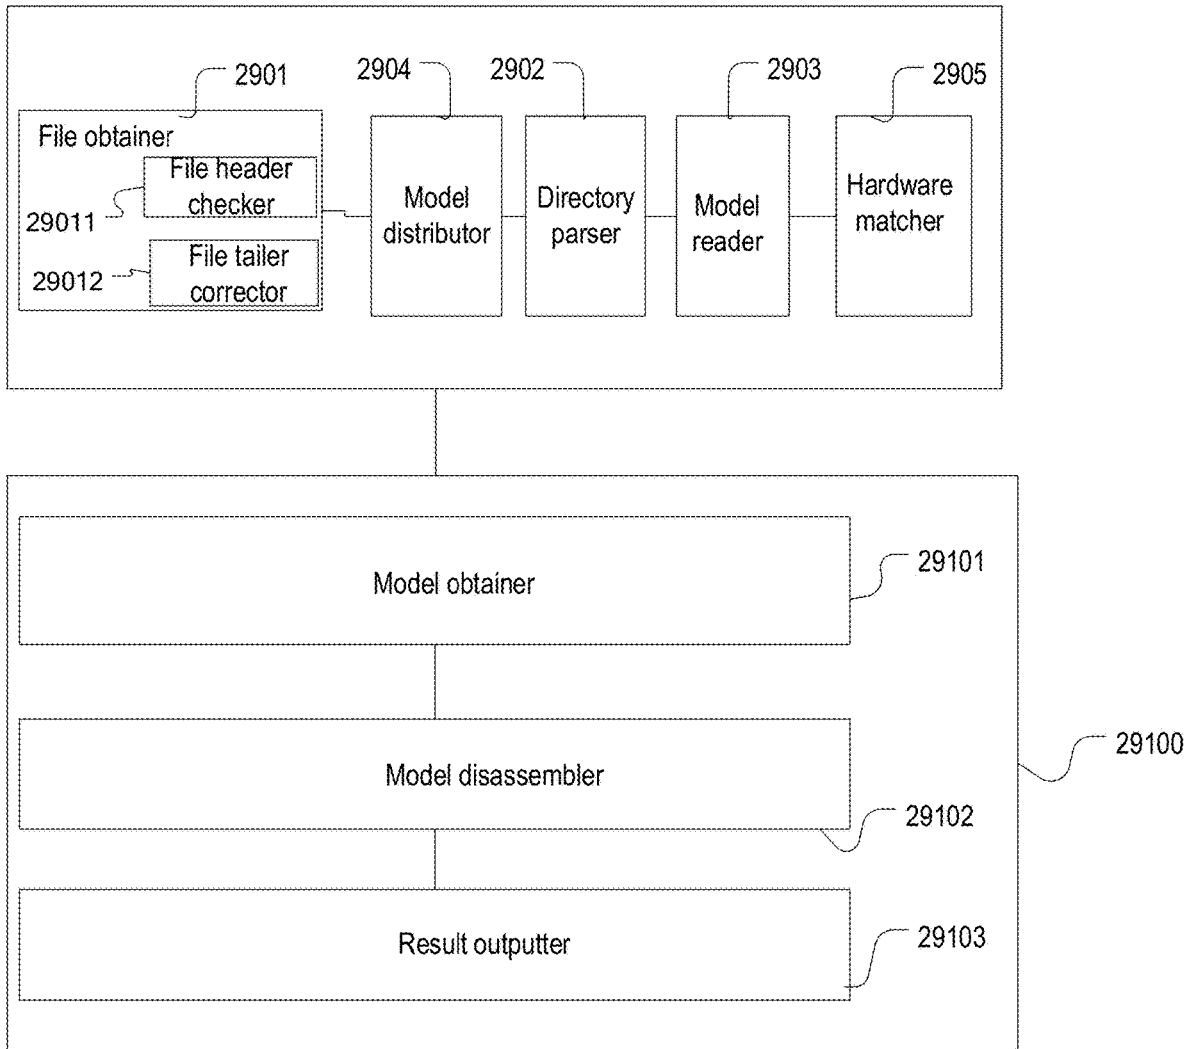 2901
2904
2902
2903
2905
File obtainer
File header
checker
29011
File tailer
corrector
29012
Model
distributor
Directory
parser
Model
reader
Hardware
matcher
Model obtainer
29101
Model disassembler
29102
29100
Result outputter
29103